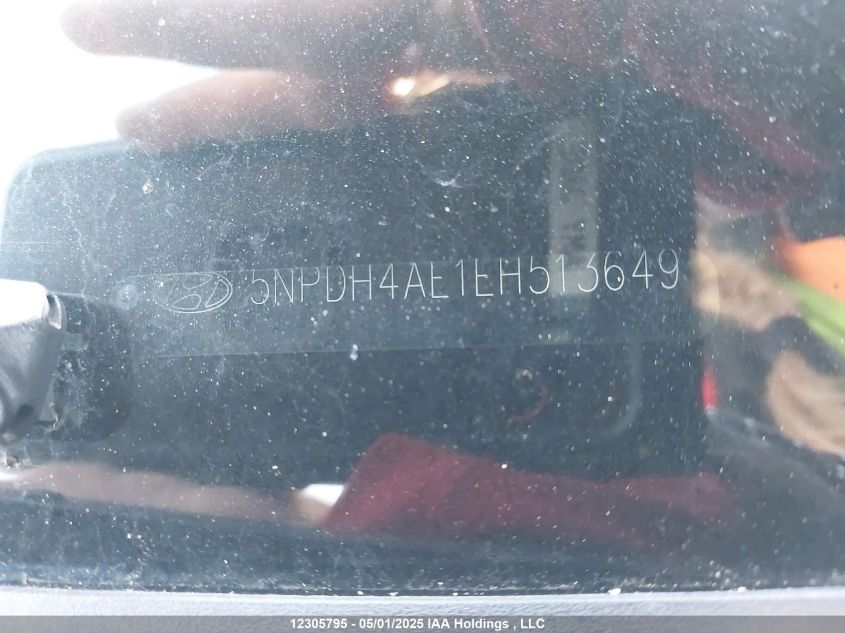 5NPDH4AE1EH513649
12305795 - 05/01/2025 IAA Holdings , LLC